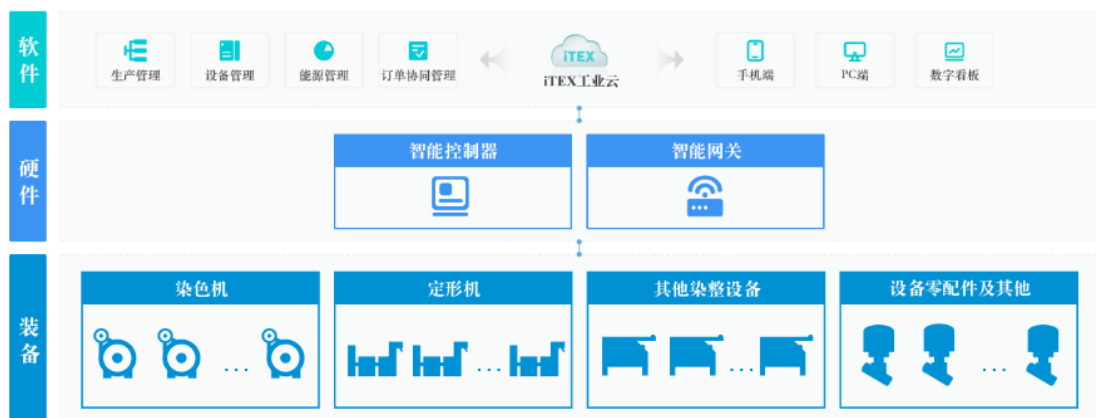 软件
生产管理
设备管理
能源管理
订单协同管理
iTEX
iTEX工业云
手机端
PC端
数字看板
硬件
智能控制器
智能网关
装备
染色机
定形机
其他染整设备
设备零配件及其他
...
...
...
...